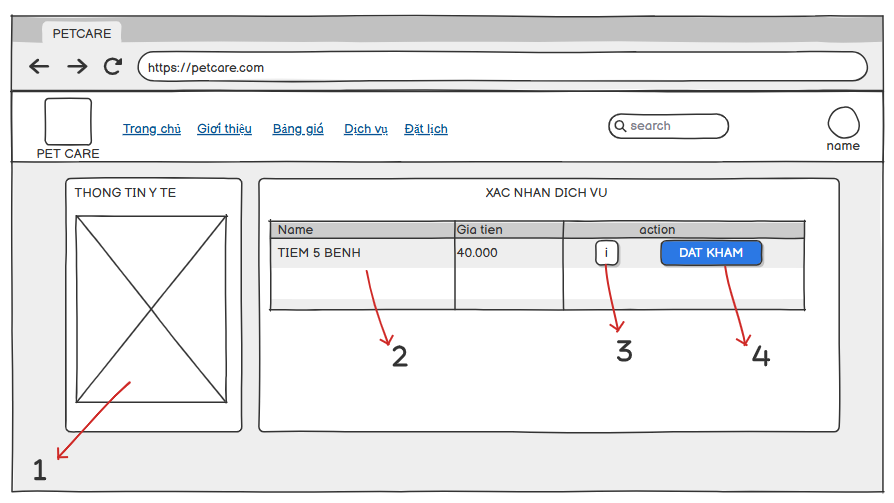 PETCARE
https://petcare.com
PET CARE
Trang chủ Giới thiệu Bảng giá Dịch vụ Đặt lịch
search
name
THONG TIN Y TE
XAC NHAN DICH VU
Name Gia tien action
TIEM 5 BENH 40.000 i DAT KHAM
1
2
3
4